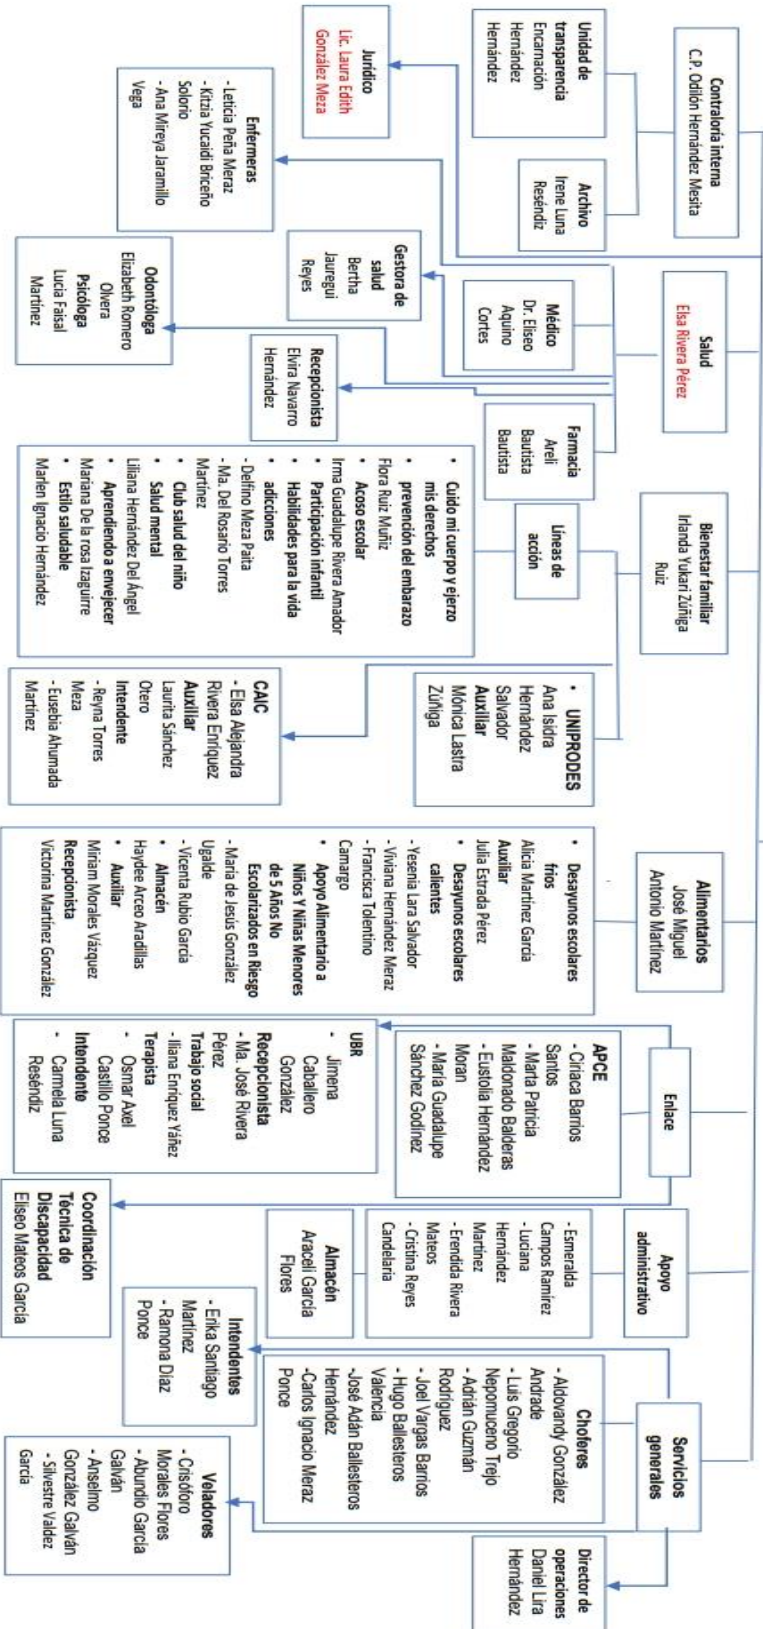 Contraloría interna
C.P. Odilón Hernández Mesita
Unidad de
transparencia
Encarnación
Hernández
Hernández
Archivo
Irene Luna
Reséndiz
Jurídico
Lic. Laura Edith
González Meza
Salud
Elsa Rivera Pérez
Enfermeras
- Leticia Peña Meraz
- Kitzia Yucaidi Briceño
Solorio
- Ana Mireya Jaramillo
Vega
Gestora de
salud
Bertha
Jauregui
Reyes
Médico
Dr. Eliseo
Aquino
Cortes
Odontóloga
Elizabeth Romero
Olvera
Psicóloga
Lucia Faisal
Martínez
Recepcionista
Elvira Navarro
Hernández
Farmacia
Areli
Bautista
Bautista
Bienestar familiar
Irlanda Yukari Zúñiga
Ruiz
Líneas de
acción
• Cuido mi cuerpo y ejerzo
mis derechos
• prevención del embarazo
Flora Ruiz Muñiz
• Acoso escolar
Irma Guadalupe Rivera Amador
• Participación infantil
• Habilidades para la vida
• adicciones
- Delfino Meza Paita
- Ma. Del Rosario Torres
Martínez
• Club salud del niño
• Salud mental
Liliana Hernández Del Ángel
• Aprendiendo a envejecer
Mariana De la rosa Izaguirre
• Estilo saludable
Marlen Ignacio Hernández
• UNIPRODES
Ana Isidra
Hernández
Salvador
Auxiliar
Mónica Lastra
Zúñiga
CAIC
- Elsa Alejandra
Rivera Enríquez
Auxiliar
Laurita Sánchez
Otero
Intendente
- Reyna Torres
Meza
- Eusebia Ahumada
Martínez
Alimentarios
José Miguel
Antonio Martínez
• Desayunos escolares
fríos
Alicia Martínez García
Auxiliar
Julia Estrada Pérez
• Desayunos escolares
calientes
- Yesenia Lara Salvador
- Viviana Hernández Meraz
- Francisca Tolentino
Camargo
• Apoyo Alimentario a
Niños Y Niñas Menores
de 5 Años No
Escolarizados en Riesgo
- María de Jesús González
Ugalde
- Vicenta Rubio García
• Almacén
Haydee Arceo Aradillas
• Auxiliar
Miriam Morales Vázquez
Recepcionista
Victorina Martínez González
Enlace
APCE
- Ciriaca Barrios
Santos
- Marta Patricia
Maldonado Balderas
- Eustolia Hernández
Moran
- María Guadalupe
Sánchez Godínez
UBR
- Jimena
Caballero
González
Recepcionista
- Ma. José Rivera
Pérez
Trabajo social
- Iliana Enríquez Yáñez
Terapista
- Osmar Axel
Castillo Ponce
Intendente
- Carmela Luna
Reséndiz
Coordinación
Técnica de
Discapacidad
Eliseo Mateos García
Apoyo
administrativo
- Esmeralda
Campos Ramírez
- Luciana
Hernández
Martínez
- Erendida Rivera
Mateos
- Cristina Reyes
Candelaria
Almacén
Araceli García
Flores
Servicios
generales
Choferes
- Aldovandy González
Andrade
- Luis Gregorio
Nepomuceno Trejo
- Adrián Guzmán
Rodríguez
- Joel Vargas Barrios
- Hugo Ballesteros
Valencia
-José Adán Ballesteros
Hernández
-Carlos Ignacio Meraz
Ponce
Intendentes
- Erika Santiago
Martínez
- Ramona Díaz
Ponce
Veladores
- Crisóforo
Morales Flores
- Abundio García
Galván
- Anselmo
González Galván
- Silvestre Valdez
García
Director de
operaciones
Daniel Lira
Hernández